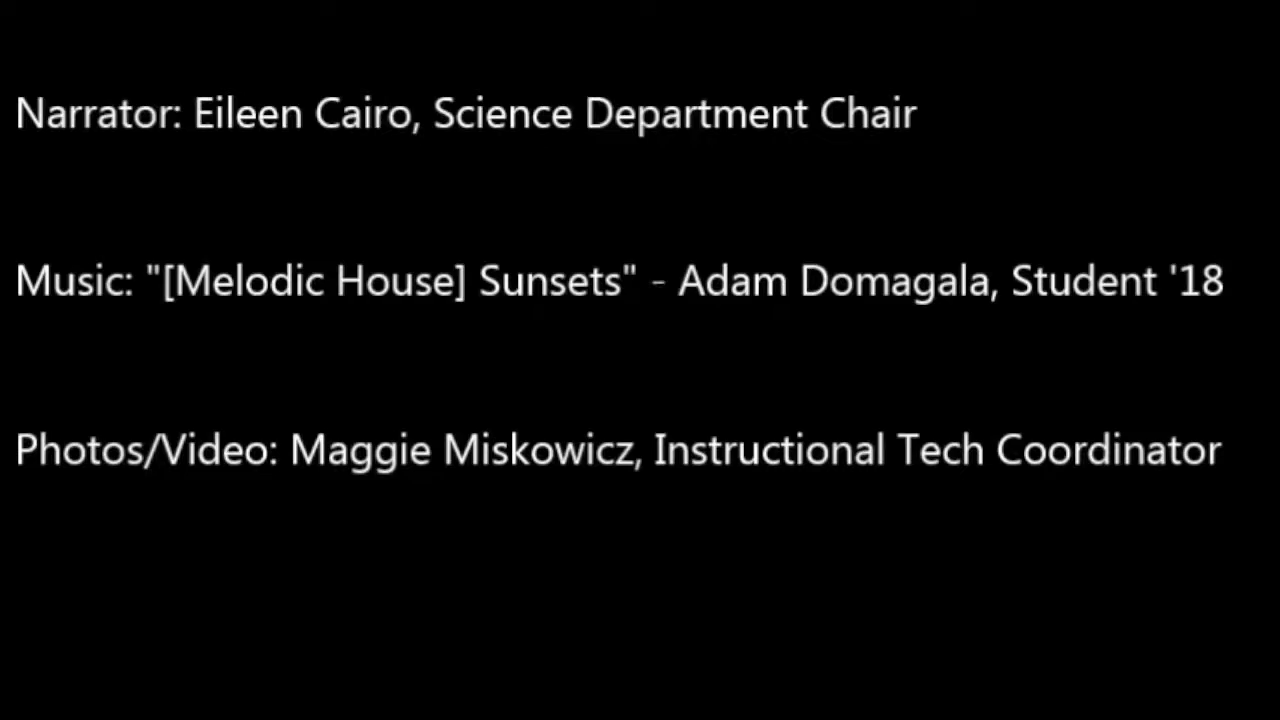 Narrator: Eileen Cairo, Science Department Chair
Music: "[Melodic House] Sunsets" - Adam Domagala, Student '18
Photos/Video: Maggie Miskowicz, Instructional Tech Coordinator